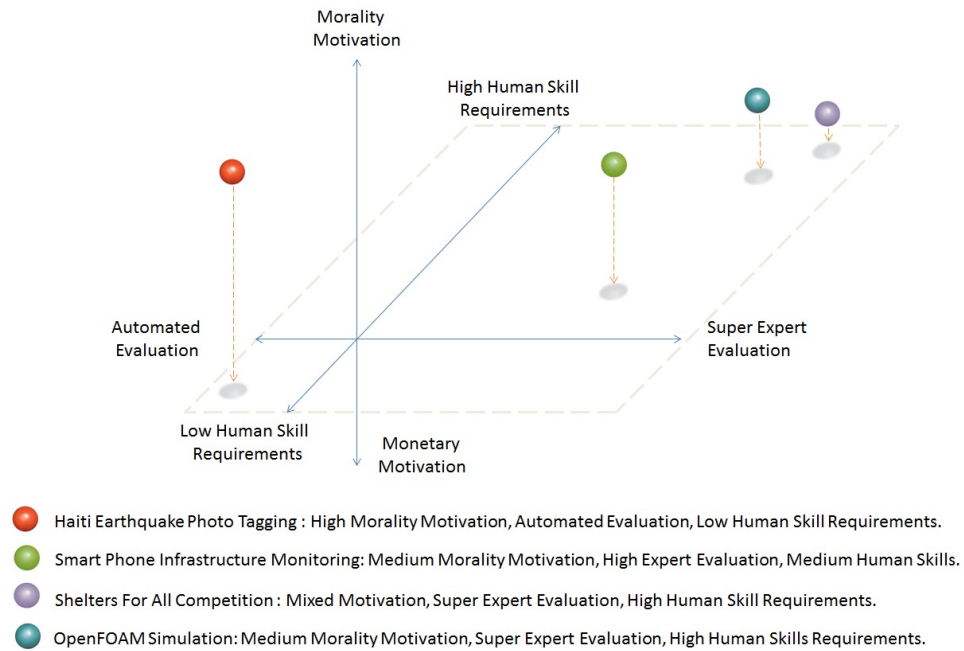 Morality
Motivation
High Human Skill
Requirements
Automated
Evaluation
Super Expert
Evaluation
Low Human Skill
Requirements
Monetary
Motivation
Haiti Earthquake Photo Tagging : High Morality Motivation, Automated Evaluation, Low Human Skill Requirements.
Smart Phone Infrastructure Monitoring: Medium Morality Motivation, High Expert Evaluation, Medium Human Skills.
Shelters For All Competition : Mixed Motivation, Super Expert Evaluation, High Human Skill Requirements.
OpenFOAM Simulation: Medium Morality Motivation, Super Expert Evaluation, High Human Skills Requirements.